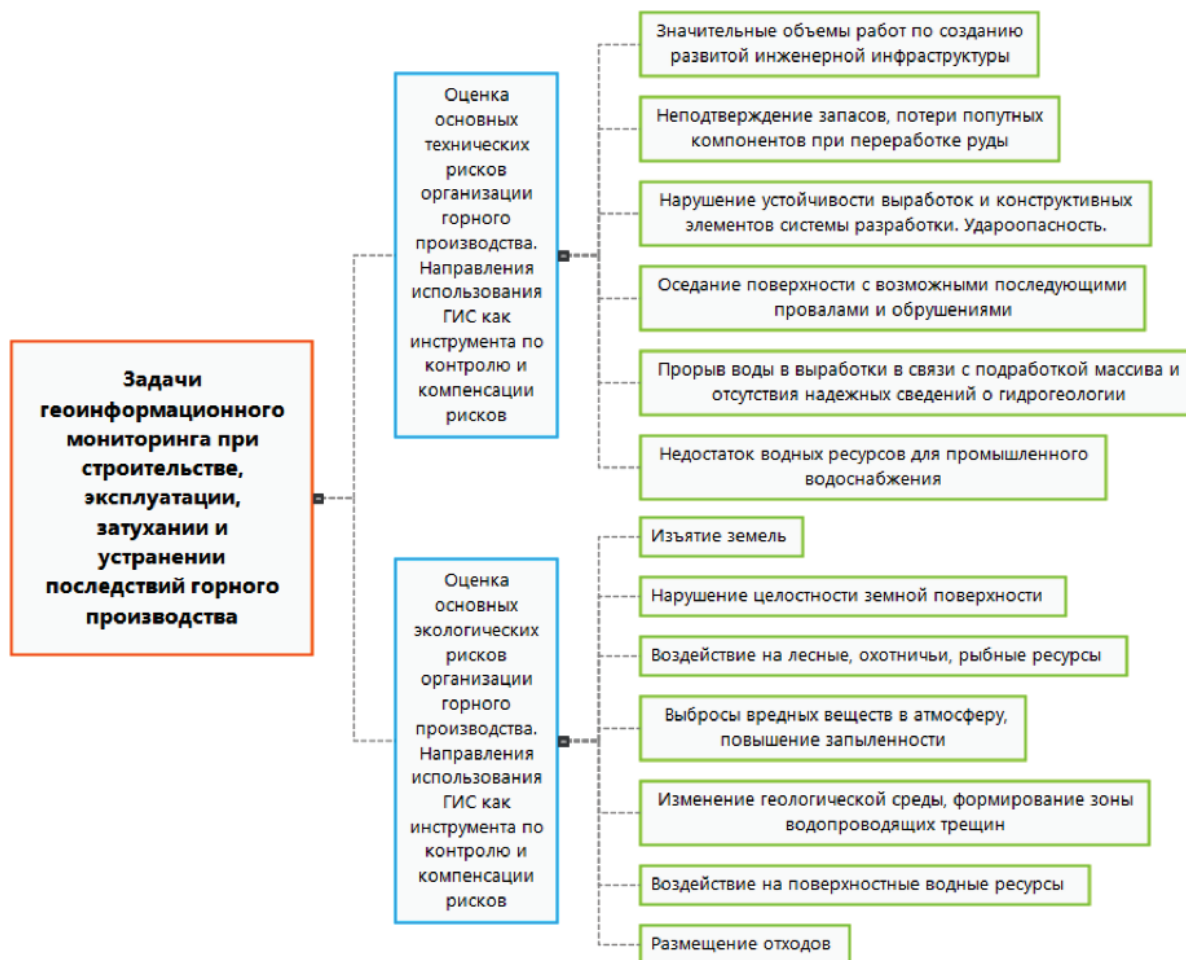 Задачи
геоинформационного
мониторинга при
строительстве,
эксплуатации,
затухании и
устранении
последствий горного
производства
Оценка
основных
технических
рисков
организации
горного
производства.
Направления
использования
ГИС как
инструмента по
контролю и
компенсации
рисков
Значительные объемы работ по созданию
развитой инженерной инфраструктуры
Неподтверждение запасов, потери попутных
компонентов при переработке руды
Нарушение устойчивости выработок и конструктивных
элементов системы разработки. Удароопасность.
Оседание поверхности с возможными последующими
провалами и обрушениями
Прорыв воды в выработки в связи с подработкой массива и
отсутствия надежных сведений о гидрогеологии
Недостаток водных ресурсов для промышленного
водоснабжения
Оценка
основных
экологических
рисков
организации
горного
производства.
Направления
использования
ГИС как
инструмента по
контролю и
компенсации
рисков
Изъятие земель
Нарушение целостности земной поверхности
Воздействие на лесные, охотничьи, рыбные ресурсы
Выбросы вредных веществ в атмосферу,
повышение запыленности
Изменение геологической среды, формирование зоны
водопроводящих трещин
Воздействие на поверхностные водные ресурсы
Размещение отходов